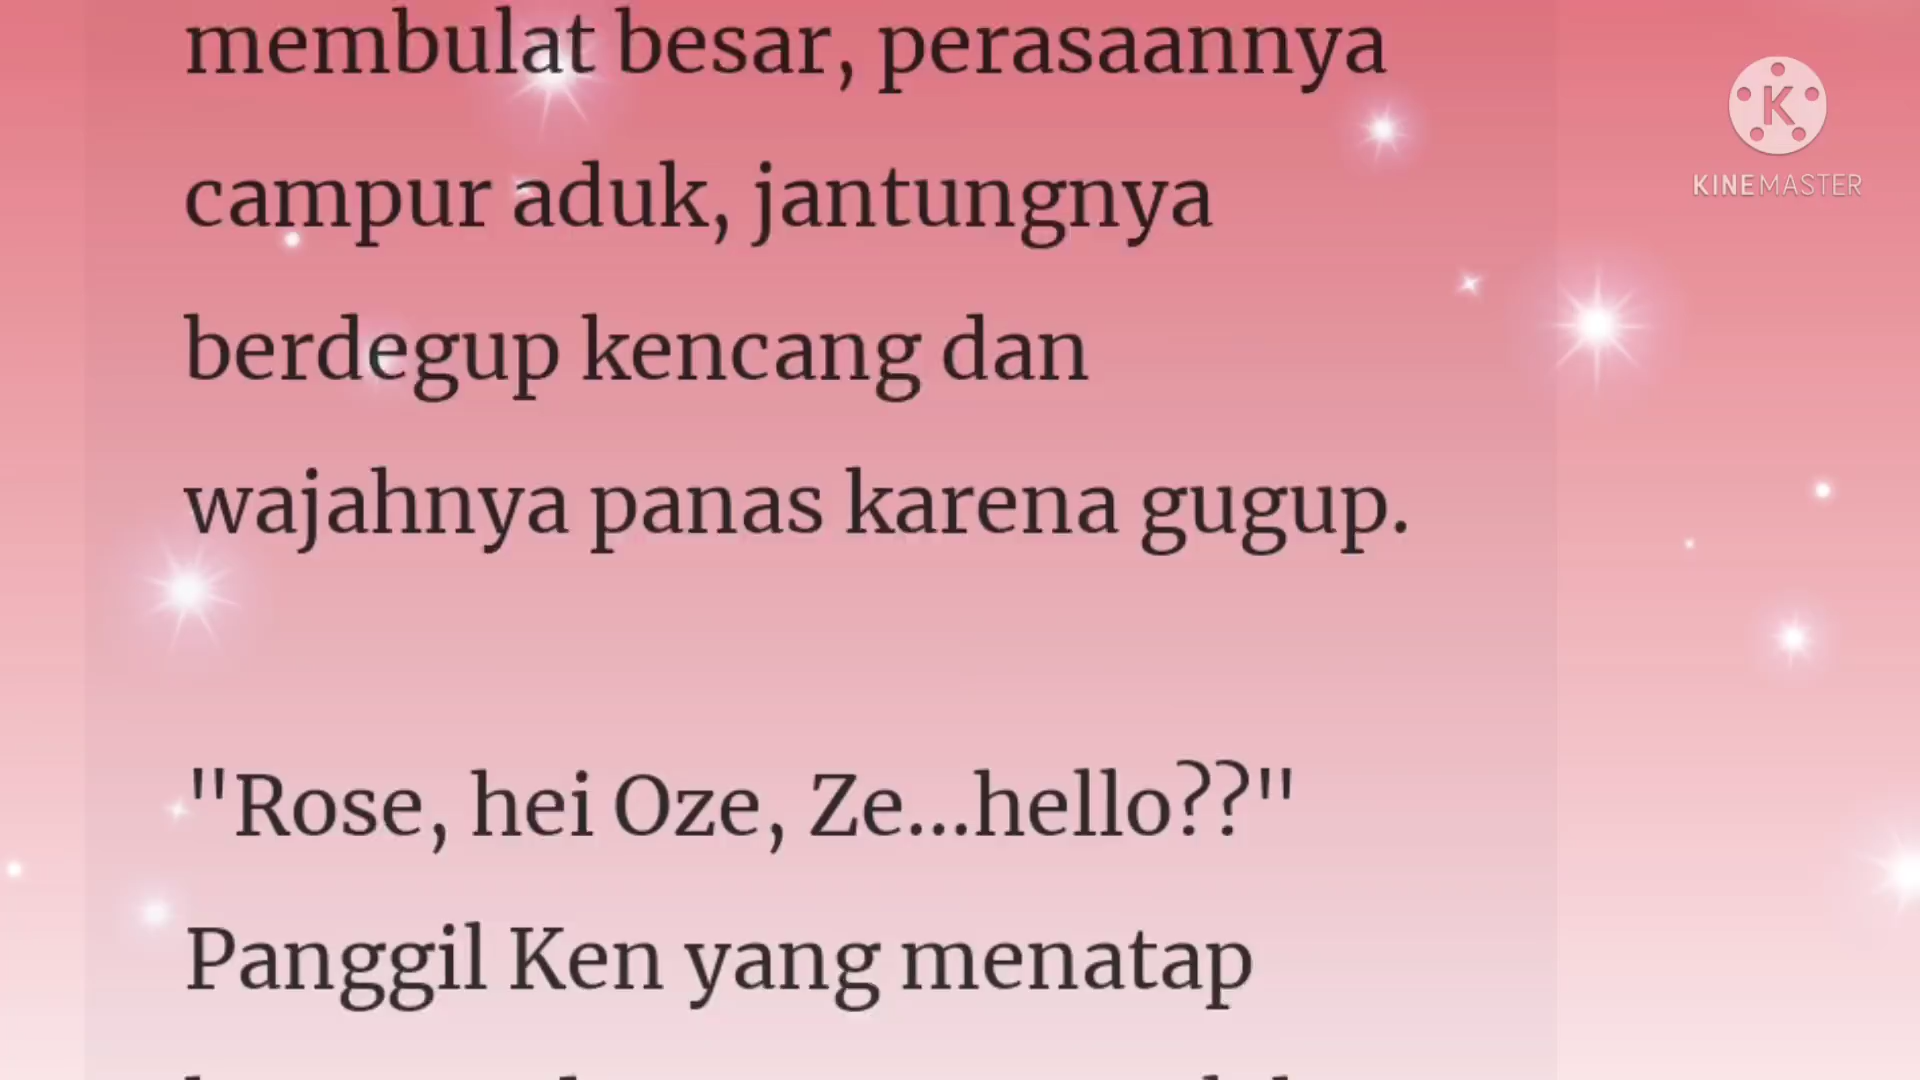 membulat besar, perasaannya
campur aduk, jantungnya
berdegup kencang dan
wajahnya panas karena gugup.
"Rose, hei Oze, Ze...hello??"
Panggil Ken yang menatap
K
KINEMASTER